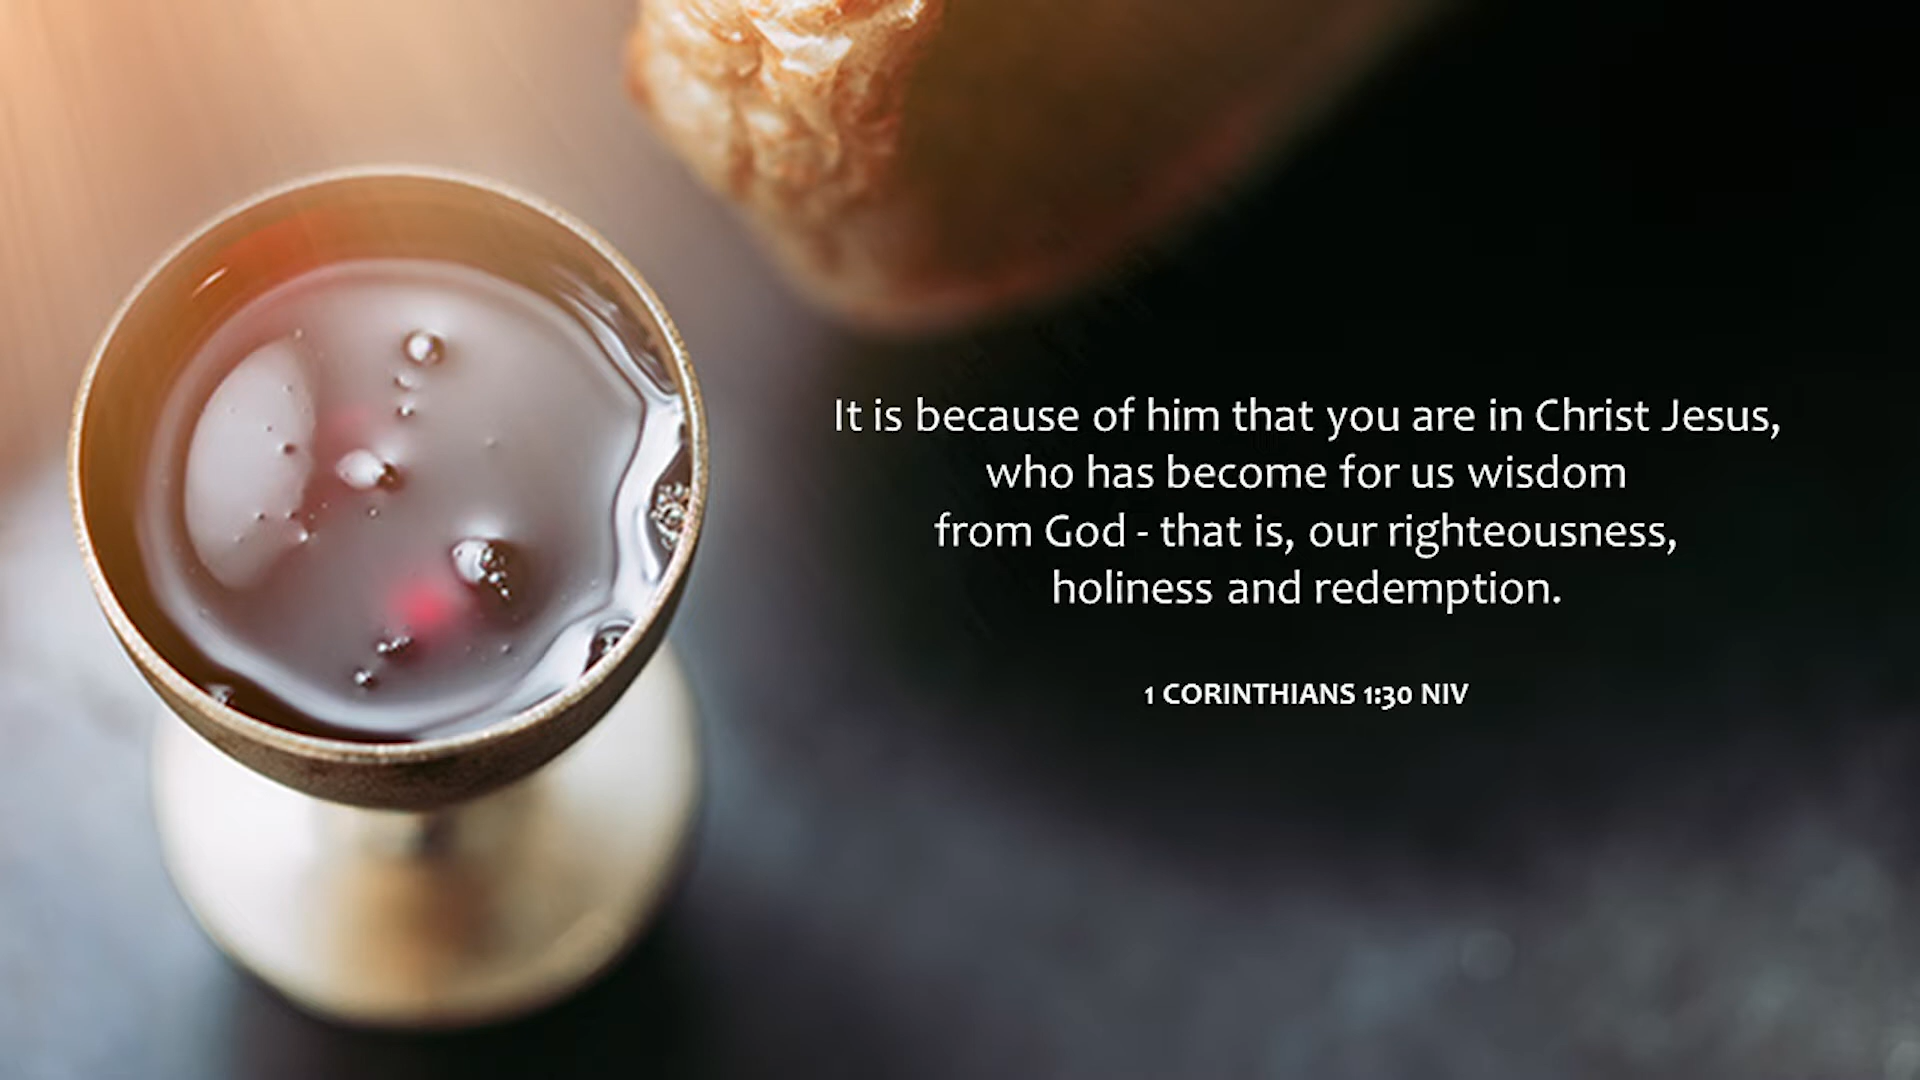 It is because of him that you are in Christ Jesus,
who has become for us wisdom
from God - that is, our righteousness,
holiness and redemption.
1 CORINTHIANS 1:30 NIV